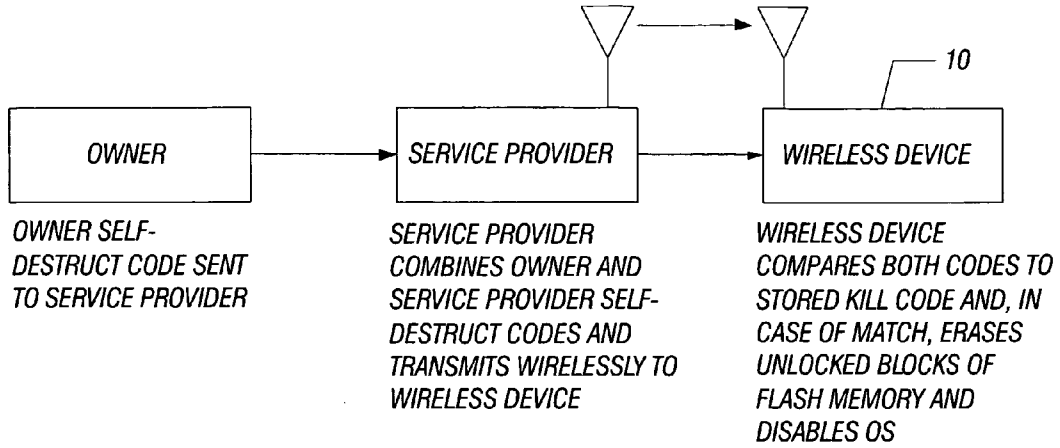 10
OWNER
SERVICE PROVIDER
WIRELESS DEVICE
OWNER SELF-
DESTRUCT CODE SENT
TO SERVICE PROVIDER
SERVICE PROVIDER
COMBINES OWNER AND
SERVICE PROVIDER SELF-
DESTRUCT CODES AND
TRANSMITS WIRELESSLY TO
WIRELESS DEVICE
WIRELESS DEVICE
COMPARES BOTH CODES TO
STORED KILL CODE AND, IN
CASE OF MATCH, ERASES
UNLOCKED BLOCKS OF
FLASH MEMORY AND
DISABLES OS